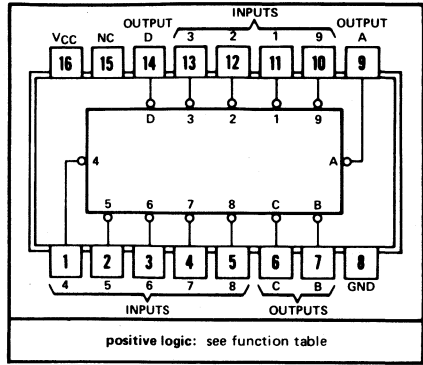 INPUTS
OUTPUT OUTPUT
VCC NC D 3 2 1 9 A
16 15 14 13 12 11 10 9
D 3 2 1 9
4 A
5 6 7 8 C B
1 2 3 4 5 6 7 8
4 5 6 7 8 C B GND
INPUTS OUTPUTS
positive logic: see function table